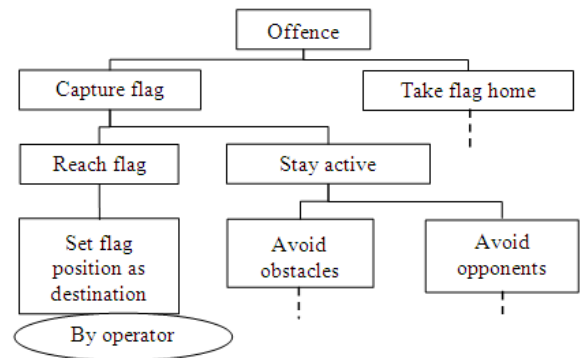 Offence
Capture flag
Take flag home
Reach flag
Stay active
Set flag
position as
destination
Avoid
obstacles
Avoid
opponents
By operator